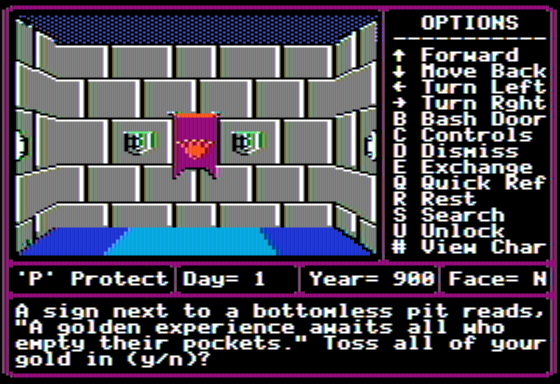 OPTIONS
------------
↑ Forward
↓ Move Back
← Turn Left
→ Turn Rght
B Bash Door
C Controls
D Dismiss
E Exchange
Q Quick Ref
R Rest
S Search
U Unlock
# View Char
'P' Protect Day= 1 Year= 900 Face= N
A sign next to a bottomless pit reads,
"A golden experience awaits all who
empty their pockets." Toss all of your
gold in (y/n)?